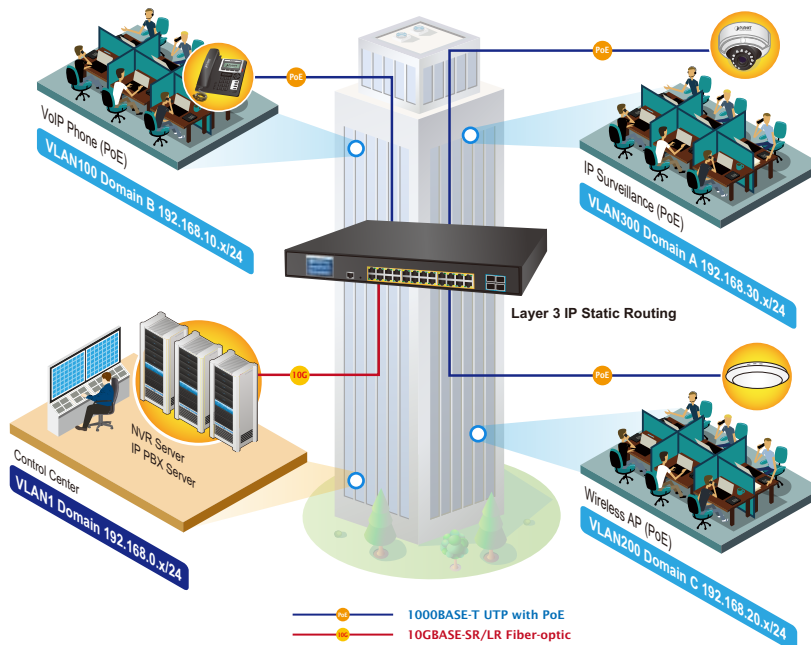 PoE
PoE
PLANET
VoIP Phone (PoE)
VLAN100 Domain B 192.168.10.x/24
IP Surveillance (PoE)
VLAN300 Domain A 192.168.30.x/24
Layer 3 IP Static Routing
10G
PoE
NVR Server
IP PBX Server
Control Center
VLAN1 Domain 192.168.0.x/24
Wireless AP (PoE)
VLAN200 Domain C 192.168.20.x/24
PoE
1000BASE-T UTP with PoE
10G
10GBASE-SR/LR Fiber-optic